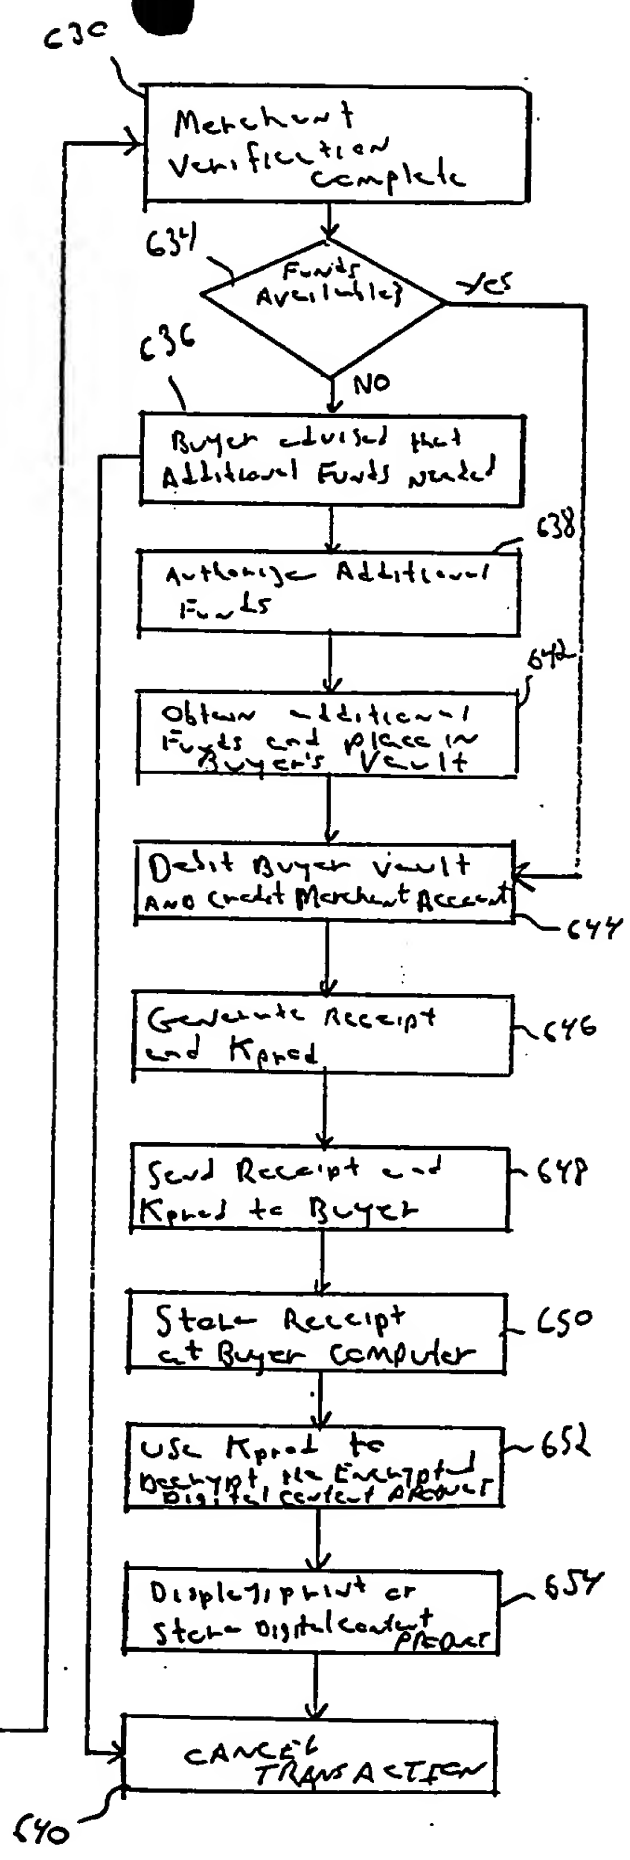 630
Merchant
Verification
Complete
634
Funds
Available?
Yes
636
NO
Buyer advised that
Additional Funds needed
638
Authorize Additional
Funds
642
Obtain additional
Funds and place in
Buyer's Vault
Debit Buyer Vault
AND Credit Merchant Account
644
Generate Receipt
and Kprod
646
Send Receipt and
Kprod to Buyer
648
Store Receipt
at Buyer Computer
650
Use Kprod to
Decrypt the Encrypted
Digital Content PRODUCT
652
Display, print or
Store Digital Content
PRODUCT
654
CANCEL
TRANSACTION
640